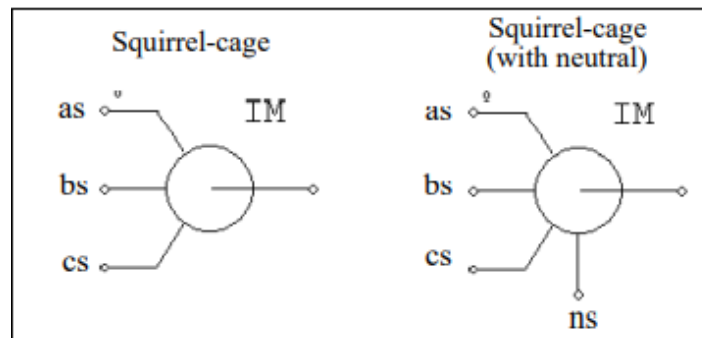 Squirrel-cage
as
IM
bs
cs
Squirrel-cage
(with neutral)
as
IM
bs
cs
ns